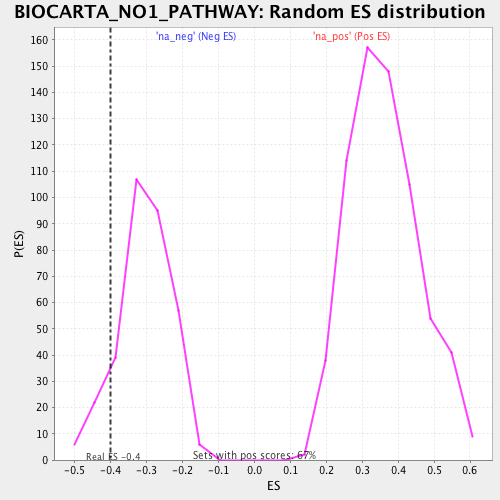 BIOCARTA_NO1_PATHWAY: Random ES distribution
'na_neg' (Neg ES)
'na_pos' (Pos ES)
160
150
140
130
120
110
100
90
80
70
60
50
40
30
20
10
0
P(ES)
Real ES -0.4
Sets with pos scores: 67%
-0.5 -0.4 -0.3 -0.2 -0.1 0.0 0.1 0.2 0.3 0.4 0.5 0.6
ES